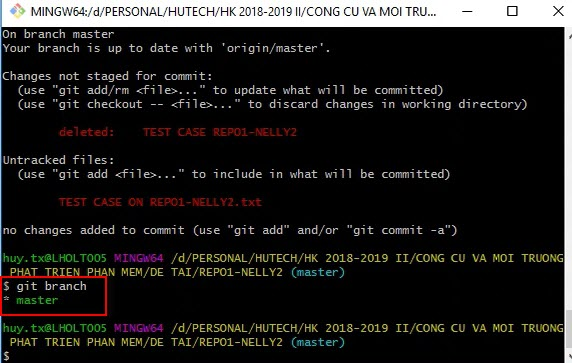 MINGW64:/d/PERSONAL/HUTECH/HK 2018-2019 II/CONG CU VA MOI TRU...
On branch master
Your branch is up to date with 'origin/master'.
Changes not staged for commit:
(use "git add/rm <file>..." to update what will be committed)
(use "git checkout -- <file>..." to discard changes in working directory)
deleted: TEST CASE REPO1-NELLY2
Untracked files:
(use "git add <file>..." to include in what will be committed)
TEST CASE ON REPO1-NELLY2.txt
no changes added to commit (use "git add" and/or "git commit -a")
huy.tx@LHOLT005 MINGW64 /d/PERSONAL/HUTECH/HK 2018-2019 II/CONG CU VA MOI TRUONG
PHAT TRIEN PHAN MEM/DE TAI/REPO1-NELLY2 (master)
$ git branch
* master
huy.tx@LHOLT005 MINGW64 /d/PERSONAL/HUTECH/HK 2018-2019 II/CONG CU VA MOI TRUONG
PHAT TRIEN PHAN MEM/DE TAI/REPO1-NELLY2 (master)
$